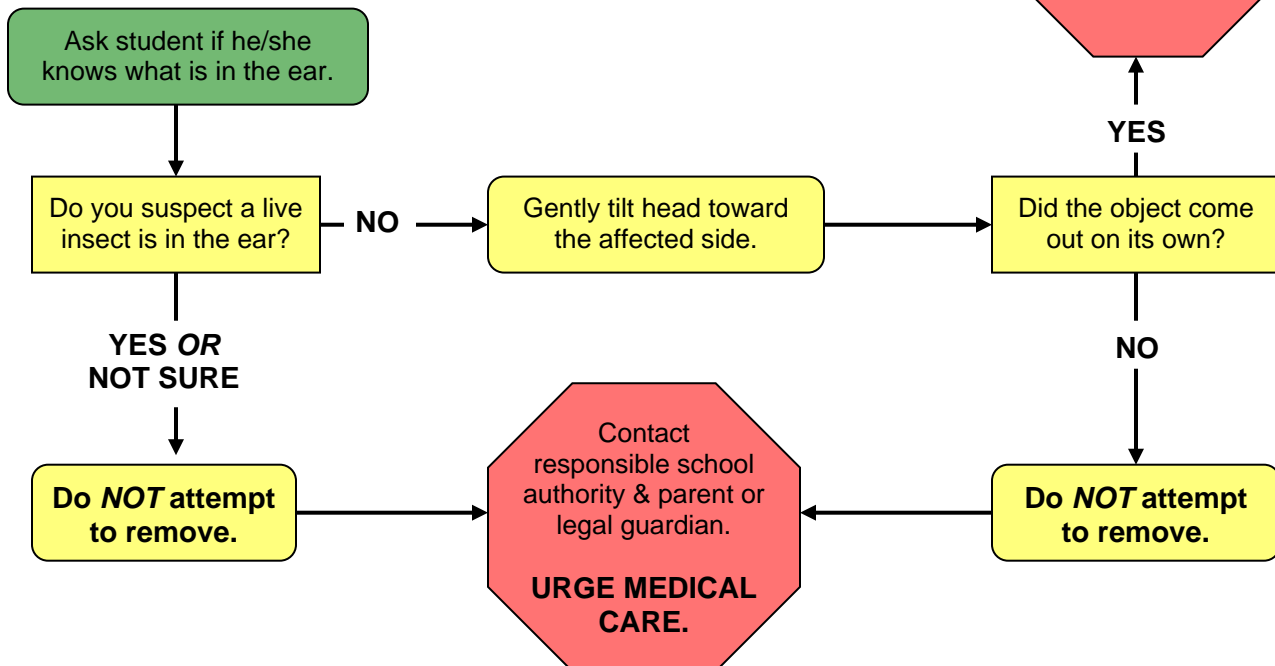 Ask student if he/she
knows what is in the ear.
YES
Do you suspect a live
insect is in the ear?
NO
Gently tilt head toward
the affected side.
Did the object come
out on its own?
YES OR
NOT SURE
NO
Do NOT attempt
to remove.
Contact
responsible school
authority & parent or
legal guardian.
URGE MEDICAL
CARE.
Do NOT attempt
to remove.